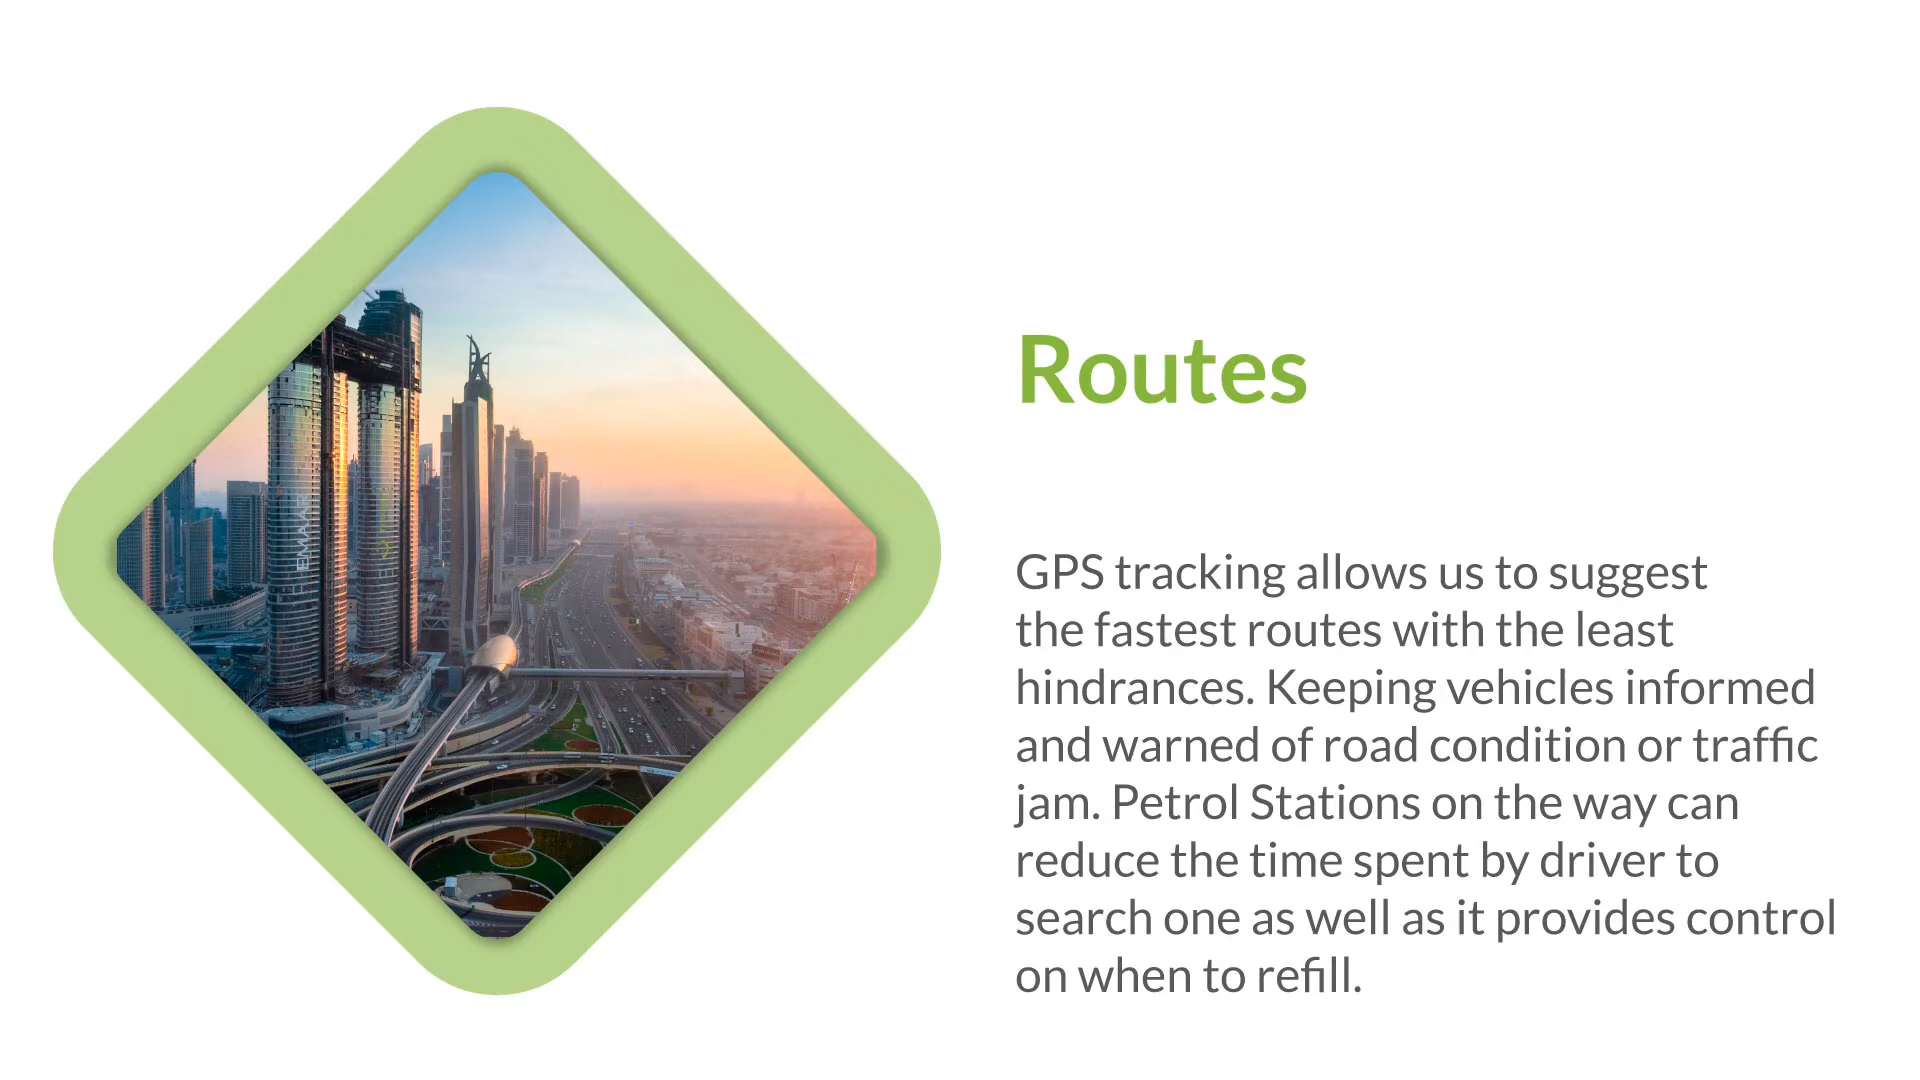 Routes
GPS tracking allows us to suggest
the fastest routes with the least
hindrances. Keeping vehicles informed
and warned of road condition or traffic
jam. Petrol Stations on the way can
reduce the time spent by driver to
search one as well as it provides control
on when to refill.
EMAAR